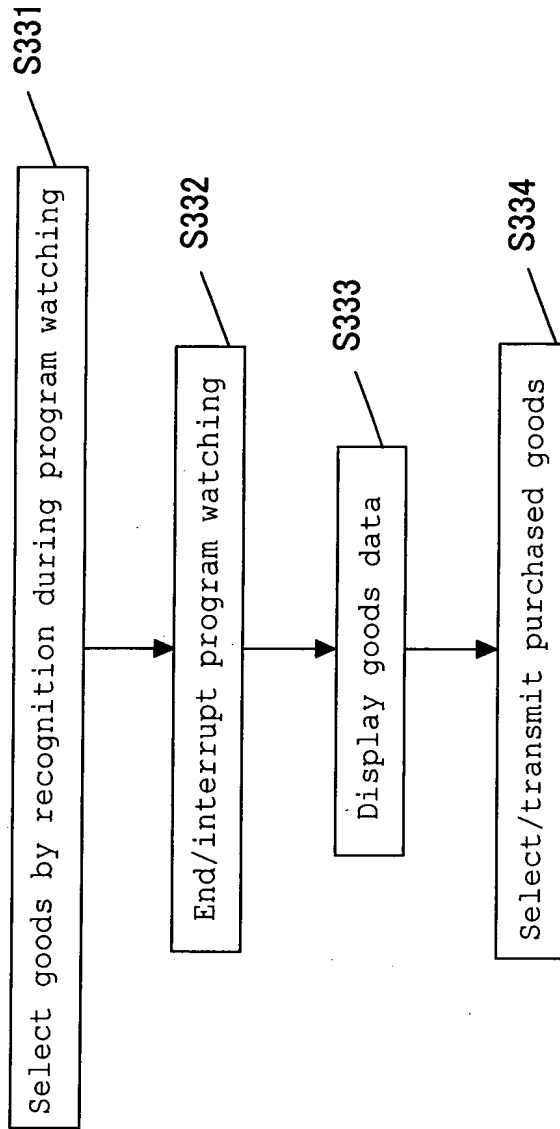 Select goods by recognition during program watching
S331
End/interrupt program watching
S332
Display goods data
S333
Select/transmit purchased goods
S334